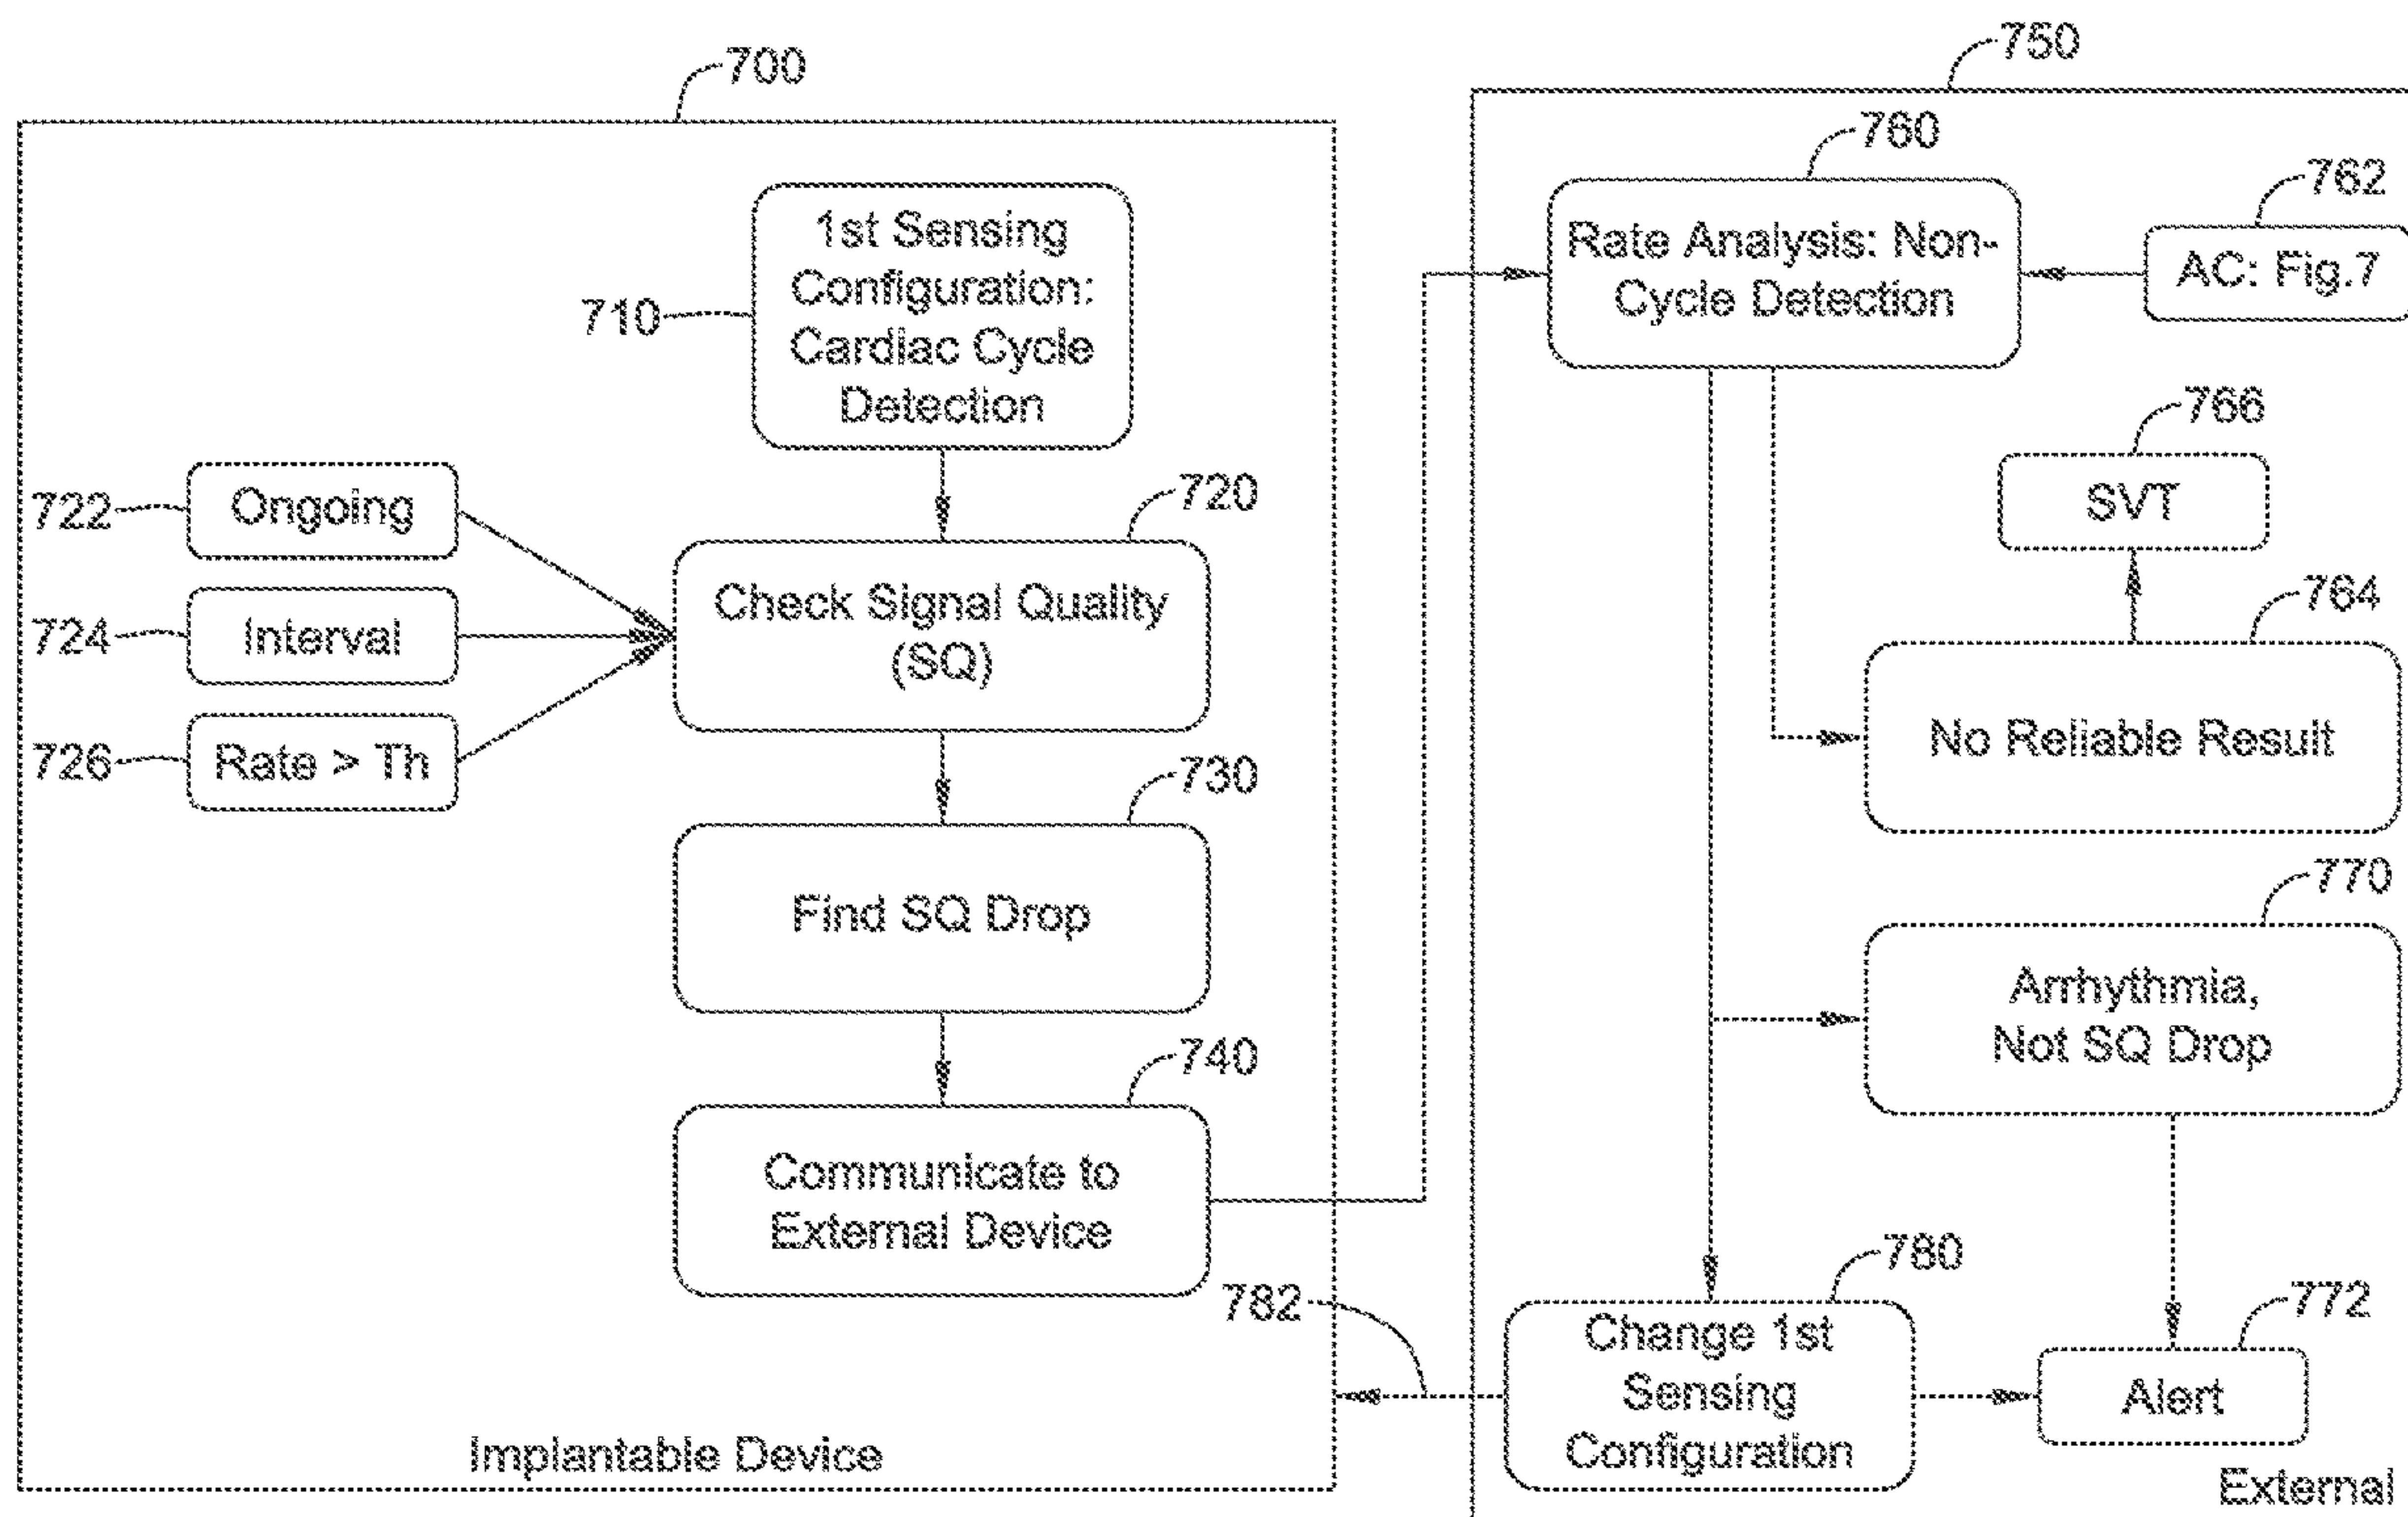 700
750
760
762
1st Sensing
Configuration:
Cardiac Cycle
Detection
710
Rate Analysis: Non-
Cycle Detection
AC: Fig.7
766
SVT
722
Ongoing
720
724
Interval
Check Signal Quality
(SQ)
764
No Reliable Result
726
Rate > Th
730
Find SQ Drop
770
Arrhythmia,
Not SQ Drop
740
Communicate to
External Device
780
782
772
Change 1st
Sensing
Configuration
Alert
Implantable Device
External